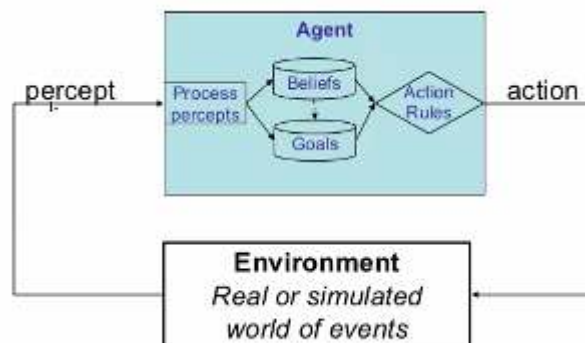 Agent
percept
Process
percepts
Beliefs
Goals
Action
Rules
action
Environment
Real or simulated
world of events